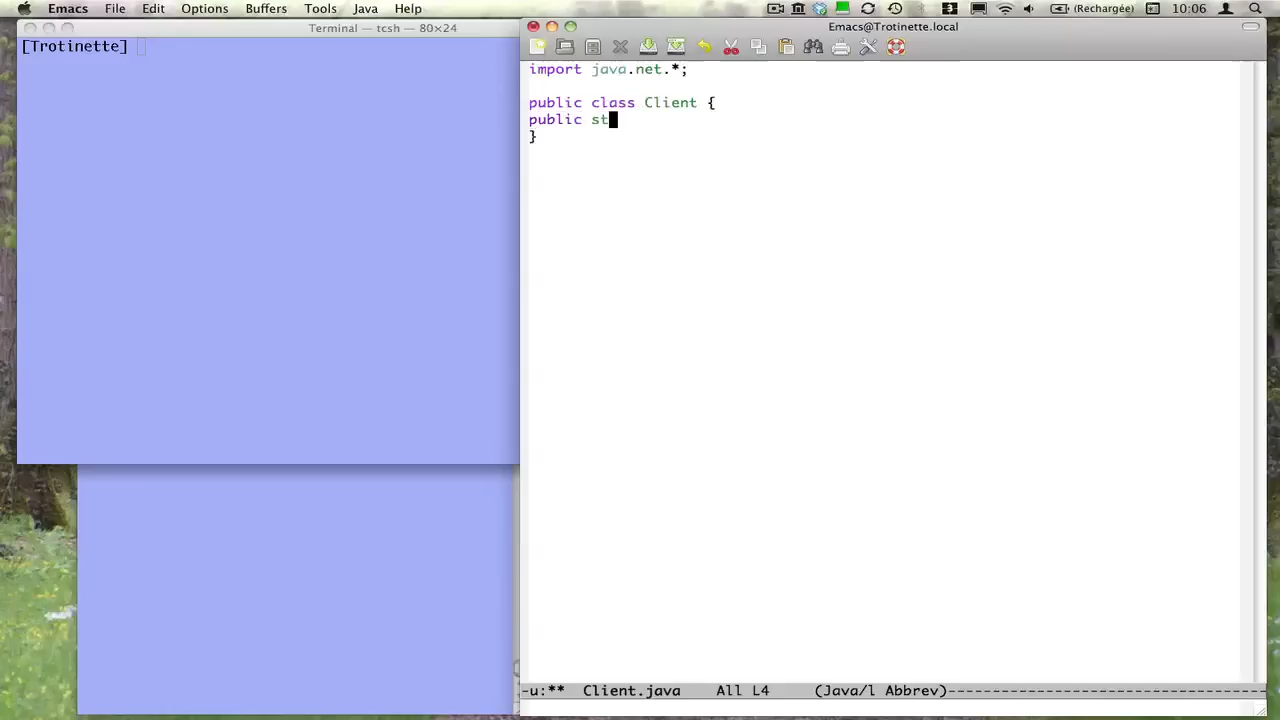 Emacs File Edit Options Buffers Tools Java Help (Rechargée) 10:06
Terminal — tcsh — 80×24
[Trotinette]
Emacs@Trotinette.local
import java.net.*;
public class Client {
public st
}
-u:** Client.java All L4 (Java/l Abbrev)